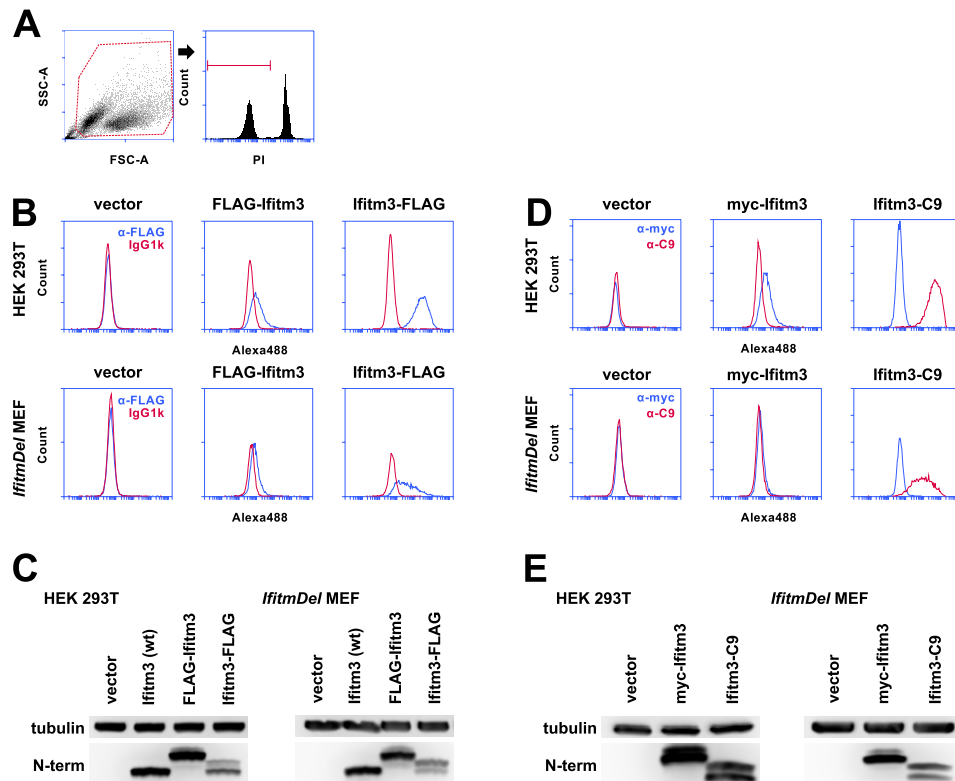 A
SSC-A
FSC-A
Count
PI
B
vector
FLAG-Ifitm3
Ifitm3-FLAG
HEK 293T
Count
α-FLAG
IgG1k
Alexa488
vector
FLAG-Ifitm3
Ifitm3-FLAG
IfitmDel MEF
Count
α-FLAG
IgG1k
Alexa488
D
vector
myc-Ifitm3
Ifitm3-C9
HEK 293T
Count
α-myc
α-C9
Alexa488
vector
myc-Ifitm3
Ifitm3-C9
IfitmDel MEF
Count
α-myc
α-C9
Alexa488
C
HEK 293T
IfitmDel MEF
vector
Ifitm3 (wt)
FLAG-Ifitm3
Ifitm3-FLAG
vector
Ifitm3 (wt)
FLAG-Ifitm3
Ifitm3-FLAG
tubulin
N-term
E
HEK 293T
IfitmDel MEF
vector
myc-Ifitm3
Ifitm3-C9
vector
myc-Ifitm3
Ifitm3-C9
tubulin
N-term